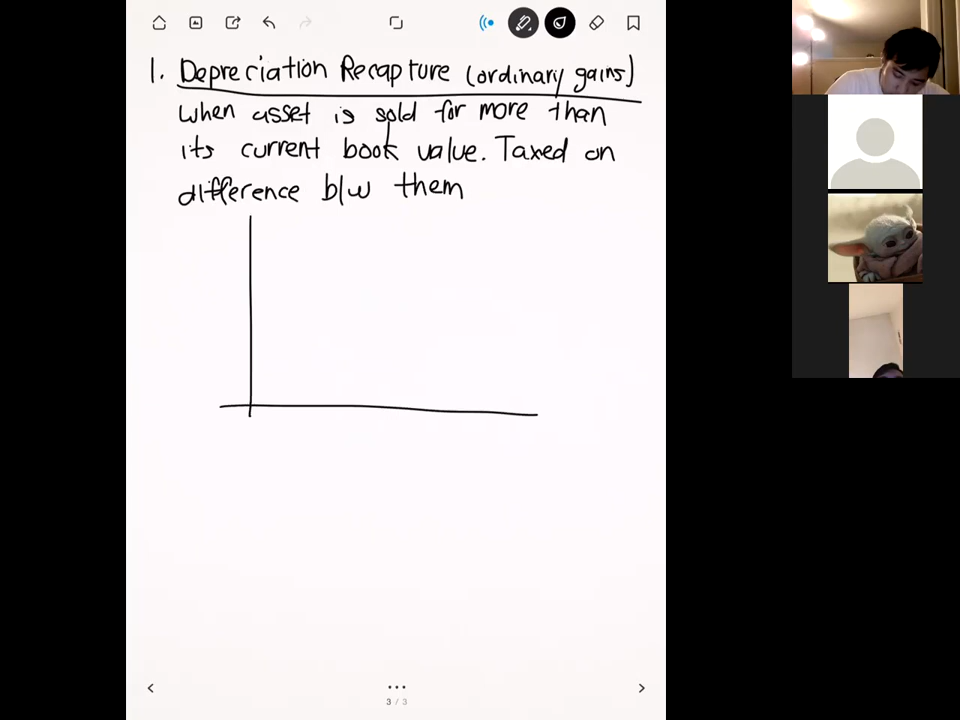 1. Depreciation Recapture (ordinary gains)
when asset is sold for more than
its current book value. Taxed on
difference b/w them
3 / 3